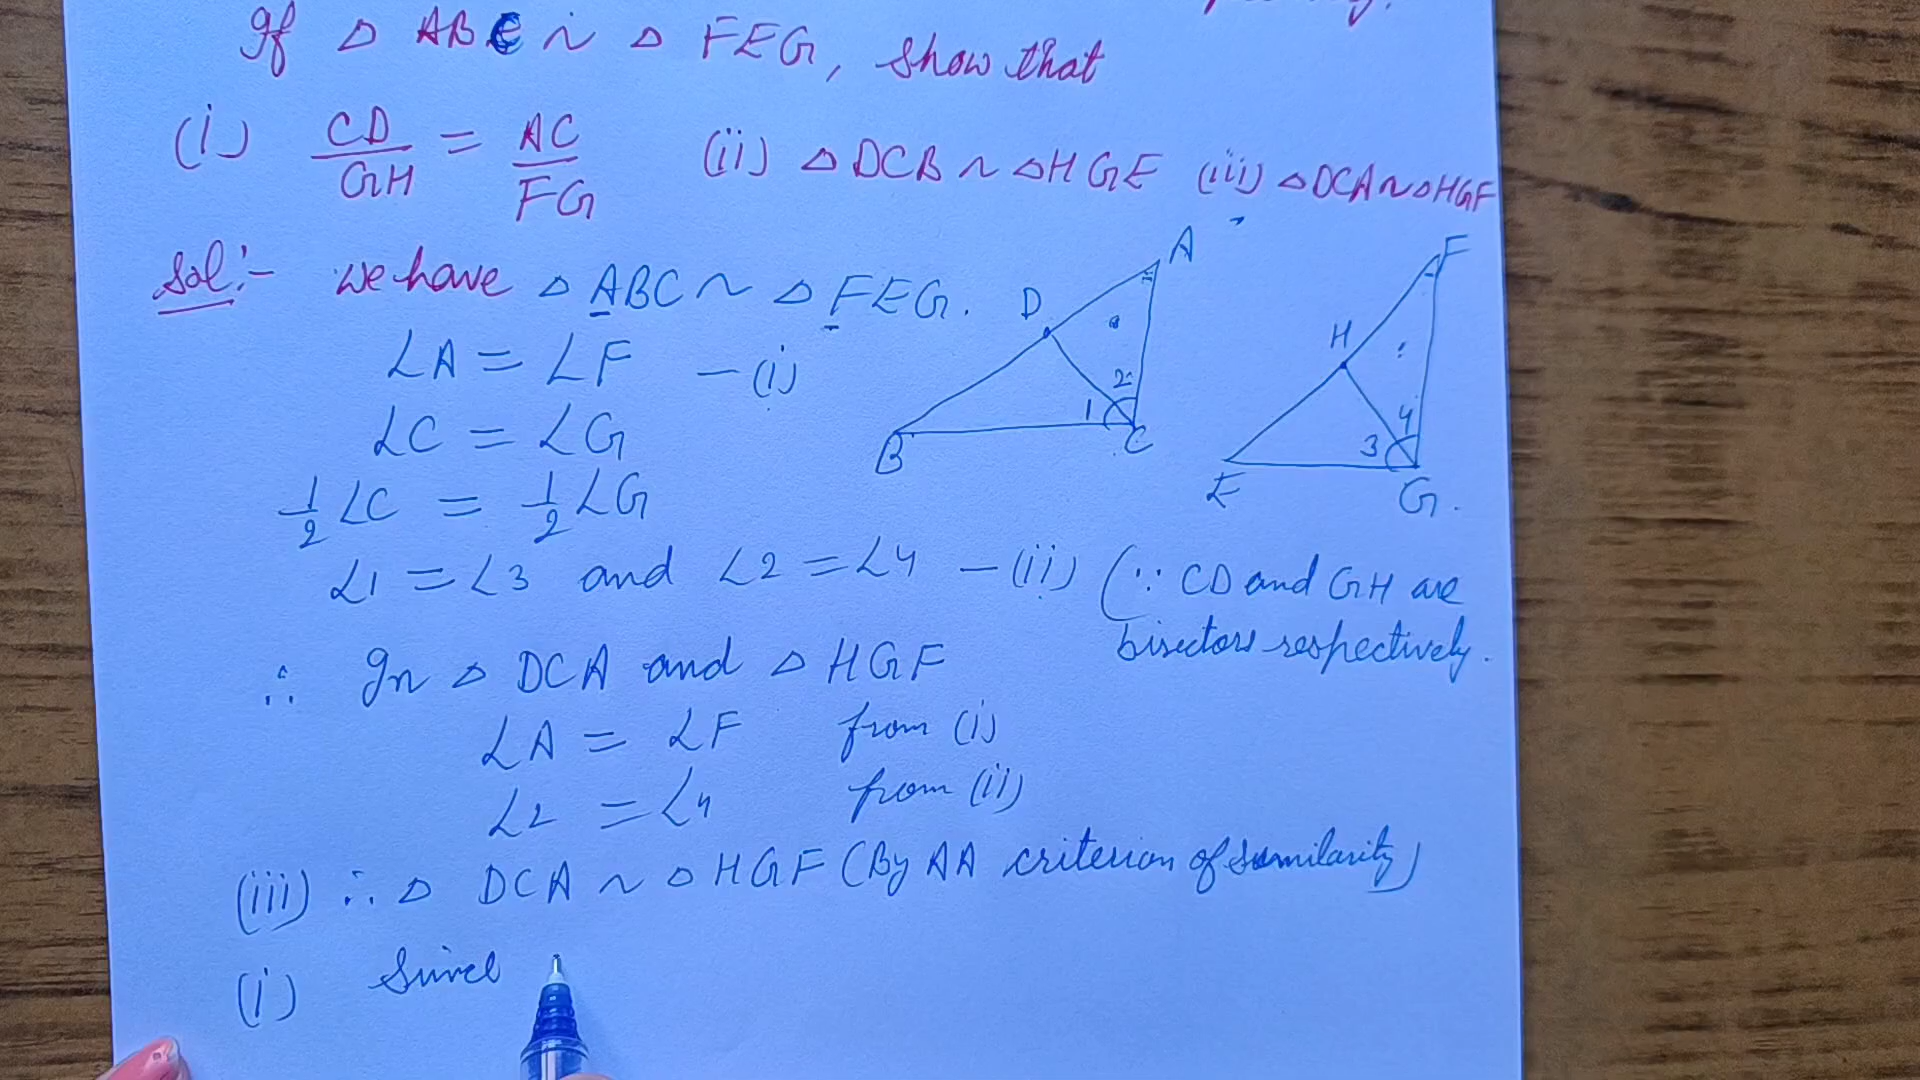 If △ ABC ~ △ FEG, show that
(i) CD/GH = AC/FG (ii) △DCB ~ △HGE (iii) △DCA~△HGF
Sol:- We have △ABC ~ △FEG.
∠A = ∠F —(i)
∠C = ∠G
1/2 ∠C = 1/2 ∠G
∠1 = ∠3 and ∠2 = ∠4 —(ii) (∵ CD and GH are
bisectors respectively.
∴ In △ DCA and △ HGF
∠A = ∠F from (i)
∠2 = ∠4 from (ii)
(iii) ∴ △ DCA ~ △HGF (By AA criterion of similarity)
(i) Since
A
D
2
1
B
C
F
H
4
3
E
G.